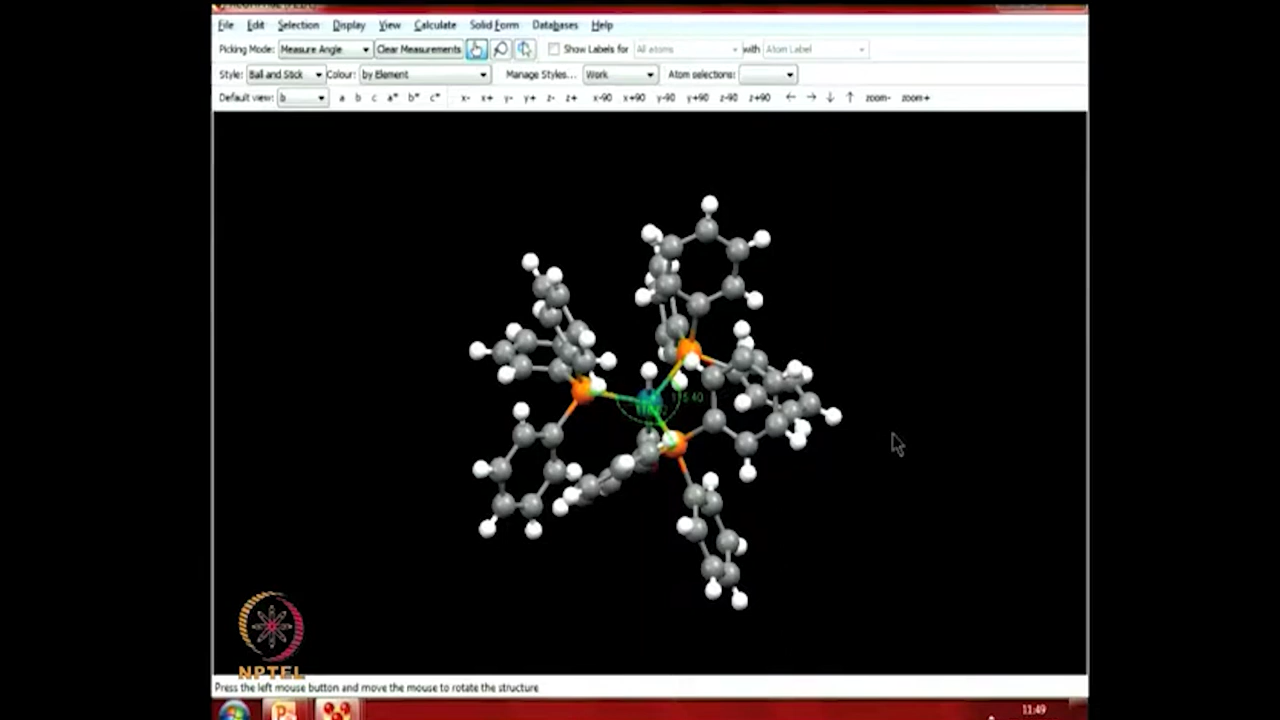 File Edit Selection Display View Calculate Solid Form Databases Help
Picking Mode: Measure Angle Clear Measurements Show Labels for All atoms with Atom Label
Style: Ball and Stick Colour: by Element Manage Styles... Work Atom selections:
Default view: b a b c a* b* c* x- x+ y- y+ z- z+ x-90 x+90 y-90 y+90 z-90 z+90 ← → ↓ ↑ zoom- zoom+
115.40
NPTEL
Press the left mouse button and move the mouse to rotate the structure
11:49